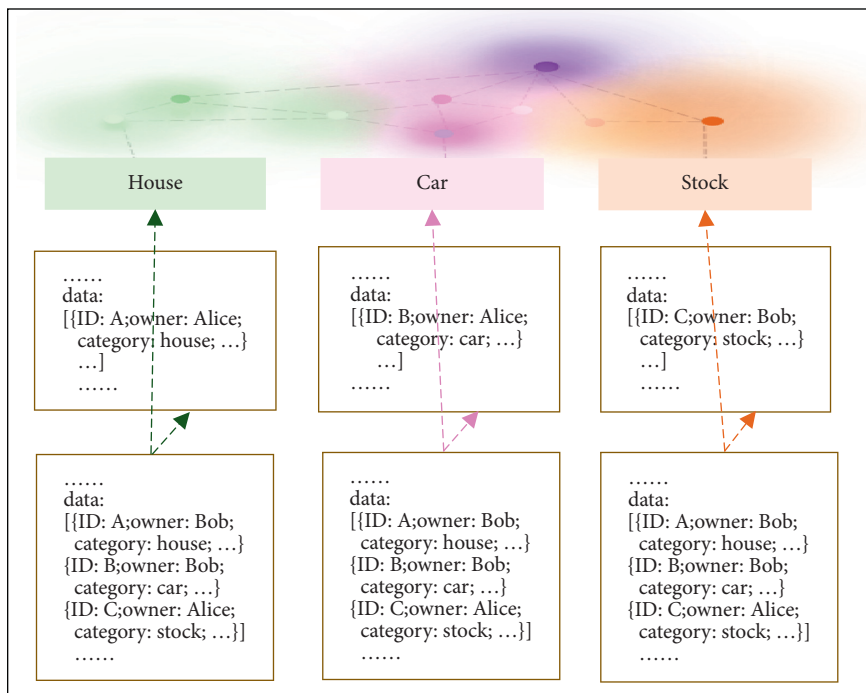 House
Car
Stock
……
data:
[{ID: A;owner: Alice;
category: house; …}
…]
……
……
data:
[{ID: B;owner: Alice;
category: car; …}
…]
……
……
data:
[{ID: C;owner: Bob;
category: stock; …}
…]
……
……
data:
[{ID: A;owner: Bob;
category: house; …}
{ID: B;owner: Bob;
category: car; …}
{ID: C;owner: Alice;
category: stock; …}]
……
……
data:
[{ID: A;owner: Bob;
category: house; …}
{ID: B;owner: Bob;
category: car; …}
{ID: C;owner: Alice;
category: stock; …}]
……
……
data:
[{ID: A;owner: Bob;
category: house; …}
{ID: B;owner: Bob;
category: car; …}
{ID: C;owner: Alice;
category: stock; …}]
……